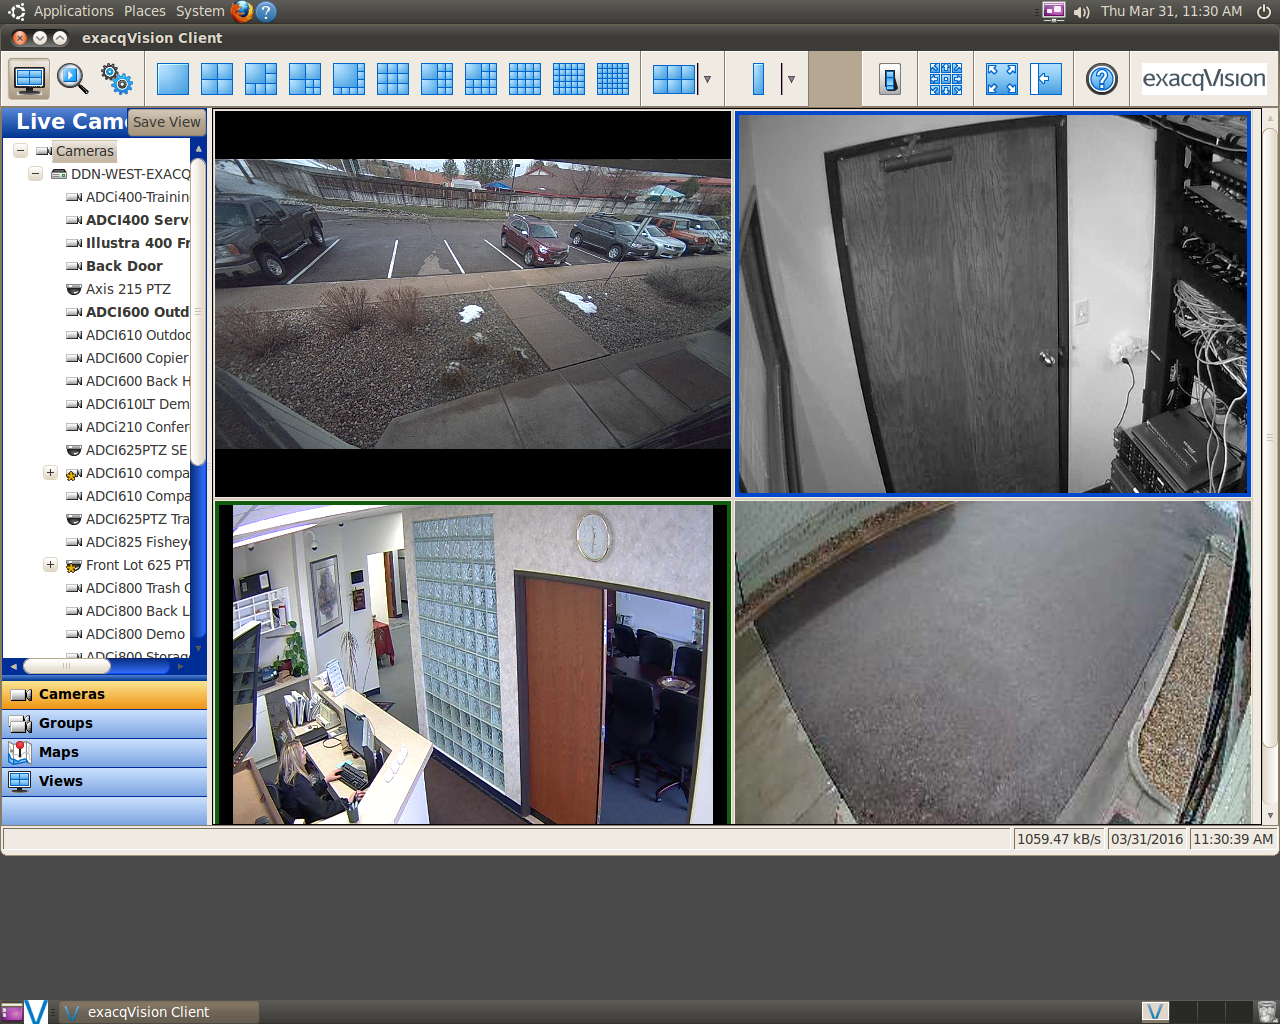 Applications Places System
Thu Mar 31, 11:30 AM
exacqVision Client
exacqVision
Live Came
Save View
Cameras
DDN-WEST-EXACQ
ADCi400-Trainin
ADCI400 Serv
Illustra 400 Fr
Back Door
Axis 215 PTZ
ADCI600 Outd
ADCI610 Outdoo
ADCI600 Copier
ADCI600 Back H
ADCI610LT Dem
ADCi210 Confer
ADCI625PTZ SE
ADCI610 compa
ADCI610 Compa
ADCI625PTZ Tra
ADCi825 Fisheye
Front Lot 625 PT
ADCi800 Trash C
ADCi800 Back L
ADCi800 Demo
ADCi800 Storag
Cameras
Groups
Maps
Views
1059.47 kB/s
03/31/2016
11:30:39 AM
exacqVision Client